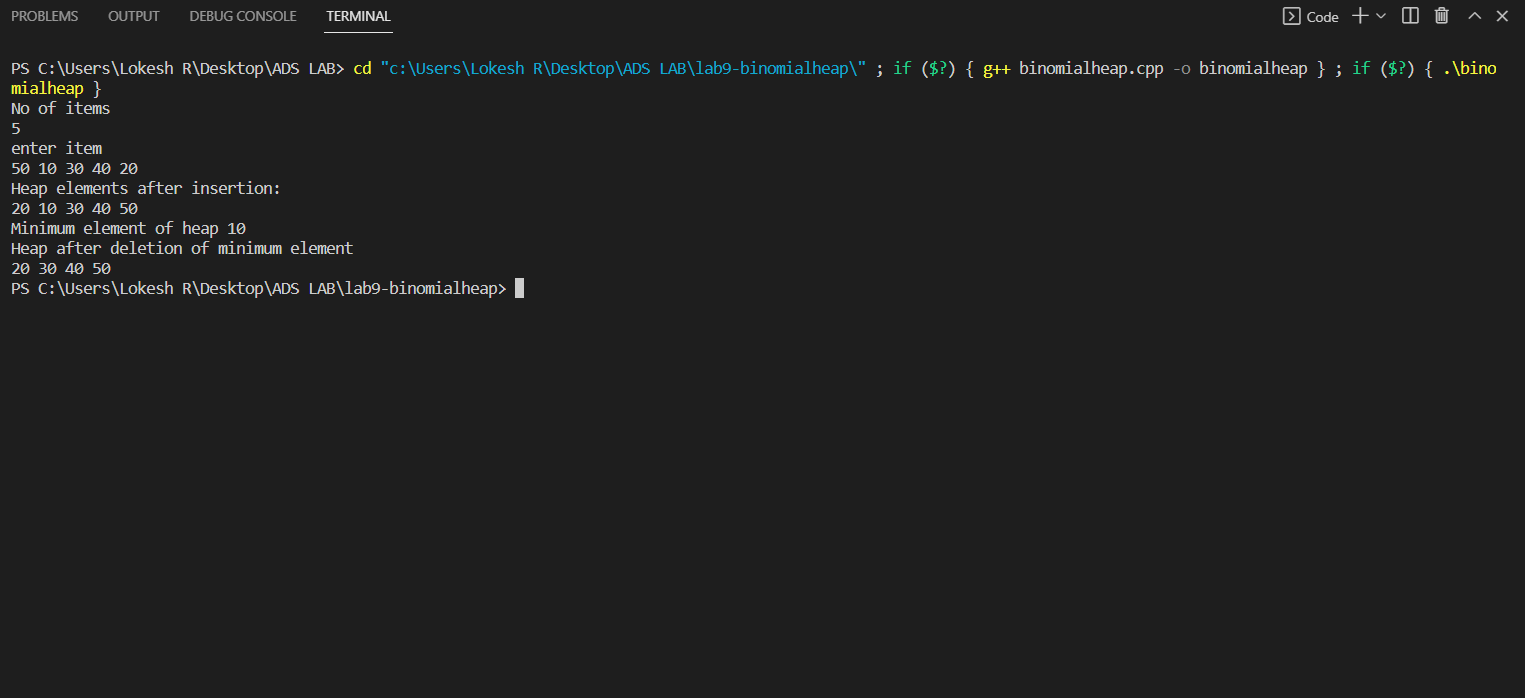 PROBLEMS OUTPUT DEBUG CONSOLE TERMINAL Code
PS C:\Users\Lokesh R\Desktop\ADS LAB> cd "c:\Users\Lokesh R\Desktop\ADS LAB\lab9-binomialheap\" ; if ($?) { g++ binomialheap.cpp -o binomialheap } ; if ($?) { .\bino
mialheap }
No of items
5
enter item
50 10 30 40 20
Heap elements after insertion:
20 10 30 40 50
Minimum element of heap 10
Heap after deletion of minimum element
20 30 40 50
PS C:\Users\Lokesh R\Desktop\ADS LAB\lab9-binomialheap>